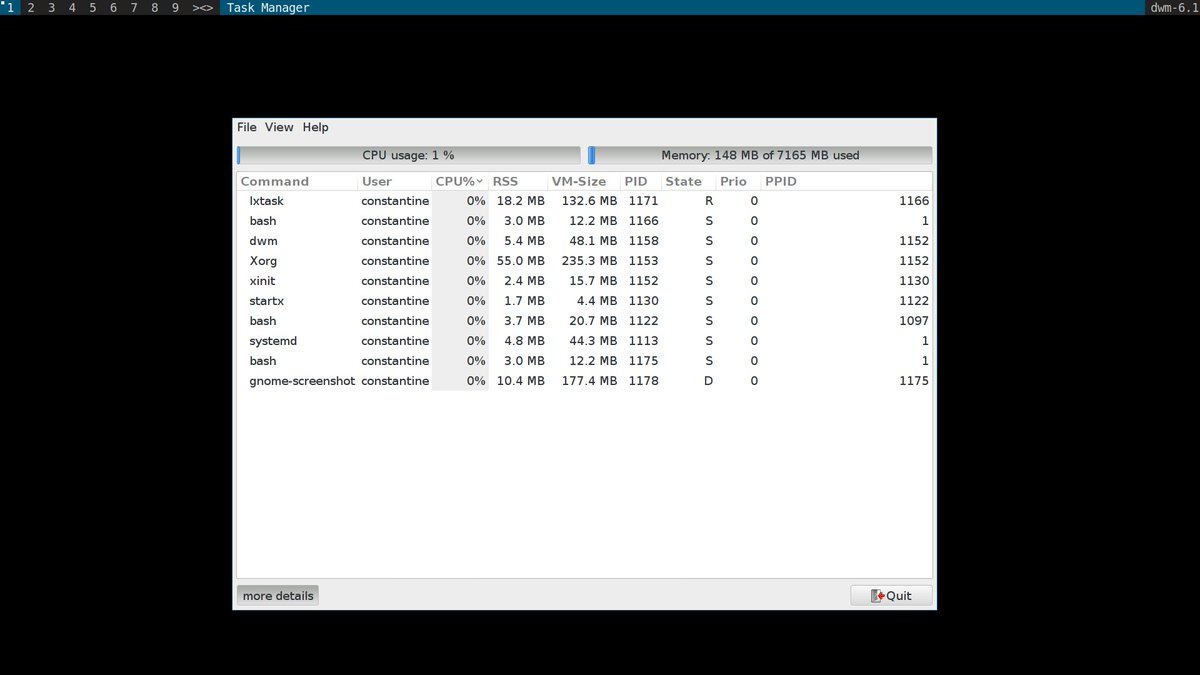 1 2 3 4 5 6 7 8 9 ><> Task Manager dwm-6.1
File View Help
CPU usage: 1 % Memory: 148 MB of 7165 MB used
Command User CPU% RSS VM-Size PID State Prio PPID
lxtask constantine 0% 18.2 MB 132.6 MB 1171 R 0 1166
bash constantine 0% 3.0 MB 12.2 MB 1166 S 0 1
dwm constantine 0% 5.4 MB 48.1 MB 1158 S 0 1152
Xorg constantine 0% 55.0 MB 235.3 MB 1153 S 0 1152
xinit constantine 0% 2.4 MB 15.7 MB 1152 S 0 1130
startx constantine 0% 1.7 MB 4.4 MB 1130 S 0 1122
bash constantine 0% 3.7 MB 20.7 MB 1122 S 0 1097
systemd constantine 0% 4.8 MB 44.3 MB 1113 S 0 1
bash constantine 0% 3.0 MB 12.2 MB 1175 S 0 1
gnome-screenshot constantine 0% 10.4 MB 177.4 MB 1178 D 0 1175
more details Quit